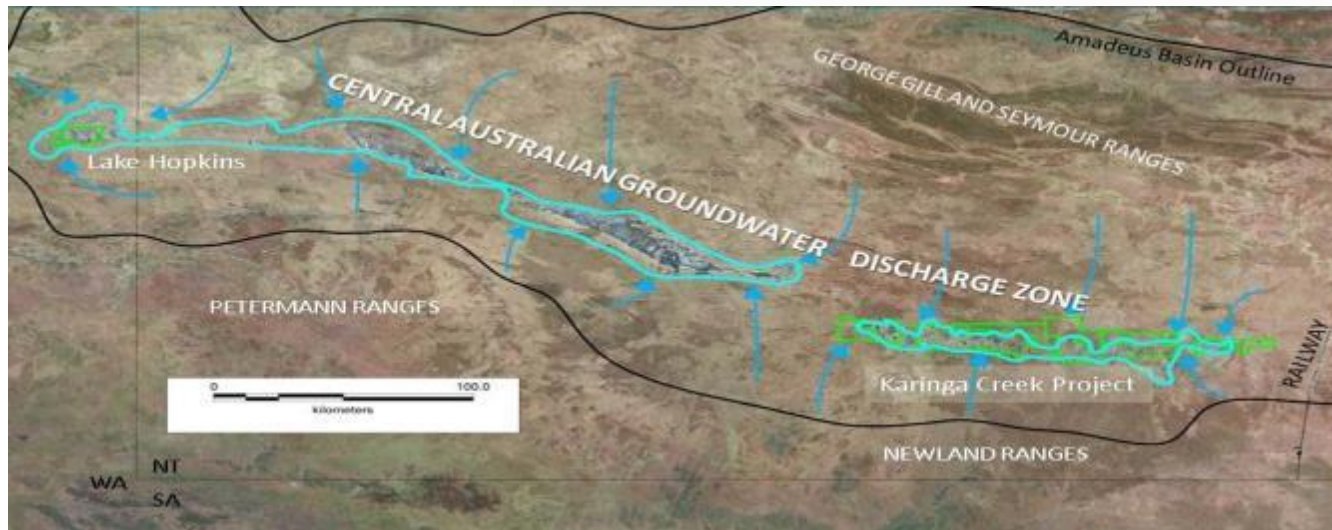 Amadeus Basin Outline
GEORGE GILL AND SEYMOUR RANGES
CENTRAL AUSTRALIAN GROUNDWATER DISCHARGE ZONE
Lake Hopkins
PETERMANN RANGES
Karinga Creek Project
RAILWAY
0 100.0
kilometers
NEWLAND RANGES
WA NT
SA